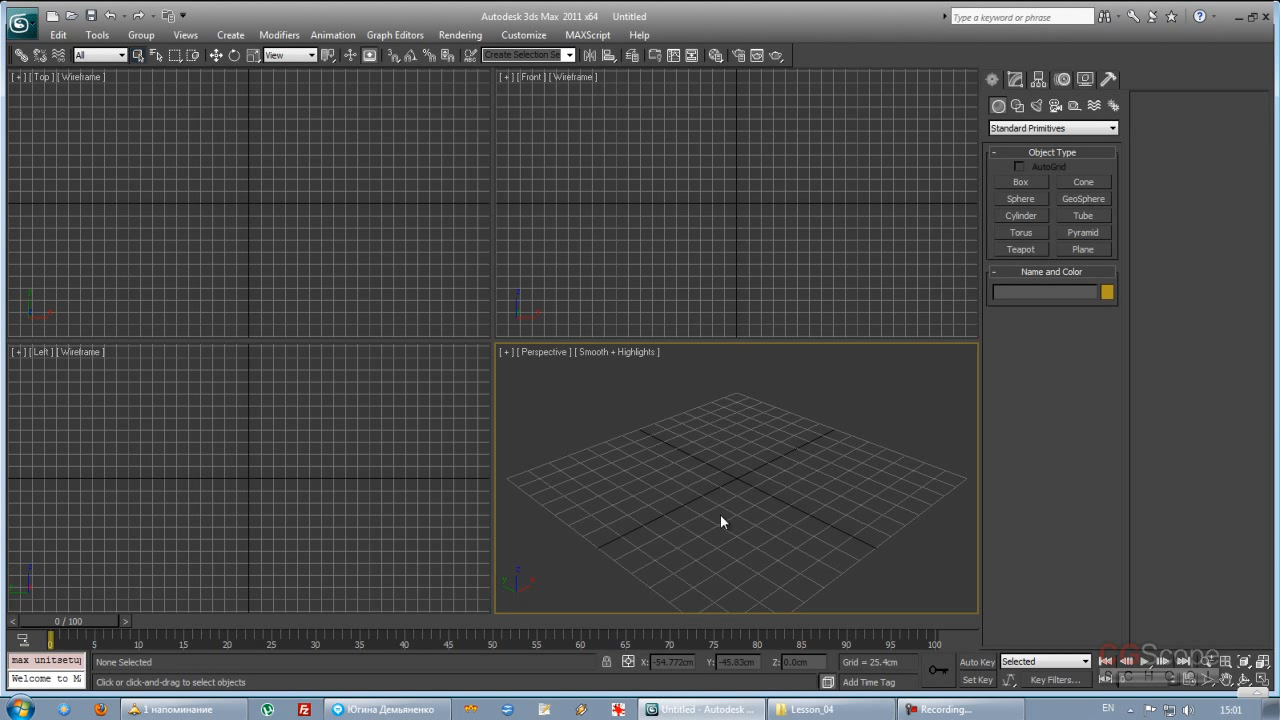 Autodesk 3ds Max 2011 x64 Untitled
Type a keyword or phrase
Edit Tools Group Views Create Modifiers Animation Graph Editors Rendering Customize MAXScript Help
All View Create Selection Se
[ + ] [ Top ] [ Wireframe ]
[ + ] [ Front ] [ Wireframe ]
Standard Primitives
- Object Type
AutoGrid
Box Cone
Sphere GeoSphere
Cylinder Tube
Torus Pyramid
Teapot Plane
- Name and Color
[ + ] [ Left ] [ Wireframe ]
[ + ] [ Perspective ] [ Smooth + Highlights ]
< 0 / 100 >
0 5 10 15 20 25 30 35 40 45 50 55 60 65 70 75 80 85 90 95 100
max unitsetup None Selected X: -54.772cm Y: -45.83cm Z: 0.0cm Grid = 25.4cm Auto Key Selected
CGScope
Welcome to M Click or click-and-drag to select objects Add Time Tag Set Key Key Filters...
1 напоминание Югина Демьяненко Untitled - Autodesk ... Lesson_04 Recording... EN 15:01